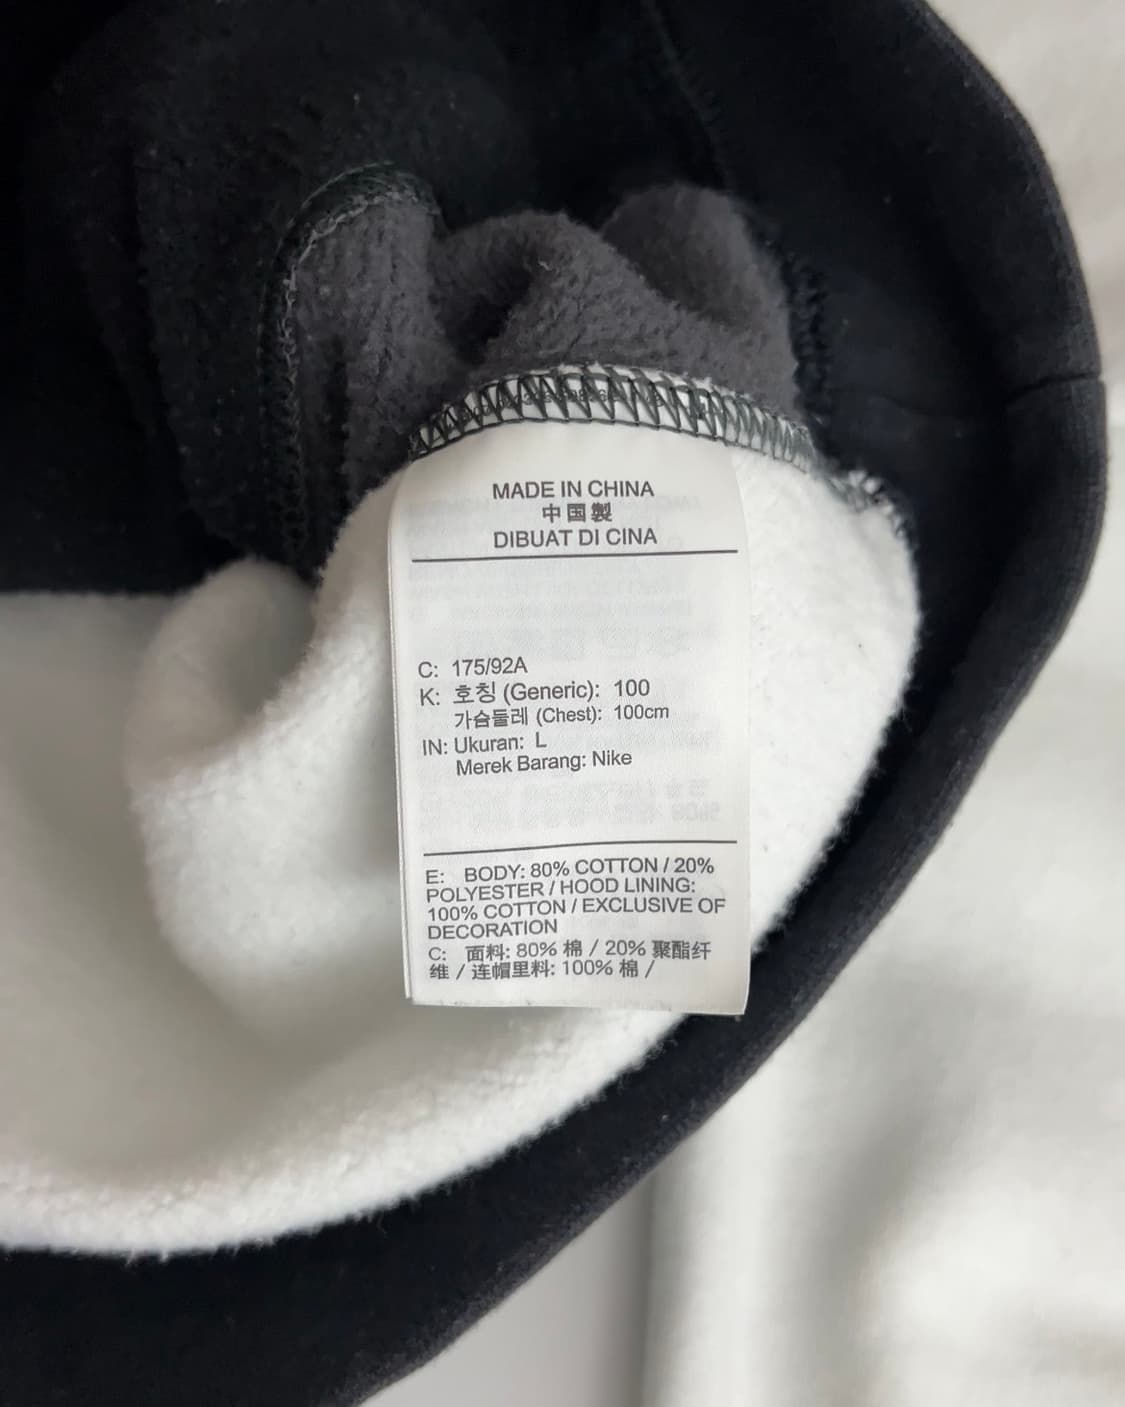 MADE IN CHINA
中国製
DIBUAT DI CINA
C: 175/92A
K: 호칭 (Generic): 100
가슴둘레 (Chest): 100cm
IN: Ukuran: L
Merek Barang: Nike
E: BODY: 80% COTTON / 20%
POLYESTER / HOOD LINING:
100% COTTON / EXCLUSIVE OF
DECORATION
C: 面料: 80% 棉 / 20% 聚酯纤
维 / 连帽里料: 100% 棉 /